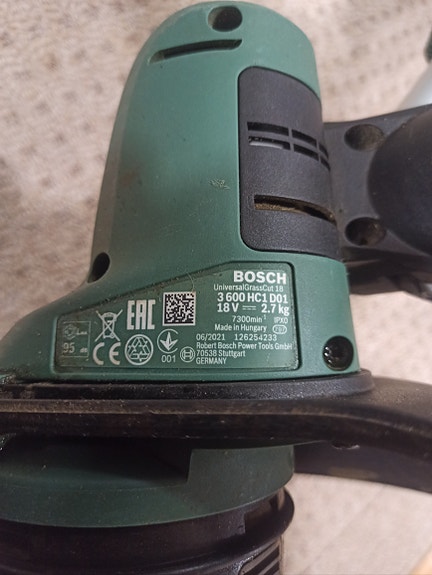 BOSCH
UniversalGrassCut 18
3 600 HC1 D01
18 V ⎓ 2.7 kg
7300min⁻¹ IPX0
Made in Hungary
06/2021 126254233
Robert Bosch Power Tools GmbH
70538 Stuttgart
GERMANY
EAC
CE
001